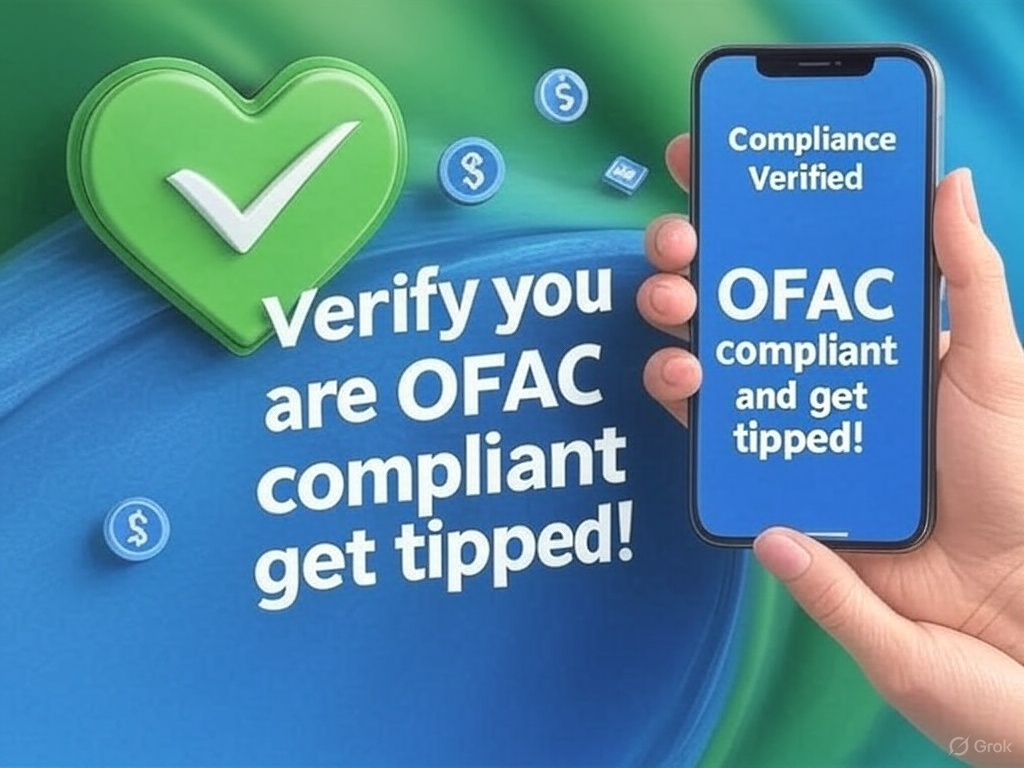 Verify you
are OFAC
compliant
get tipped!
Compliance
Verified
OFAC
compliant
and get
tipped!
Grok